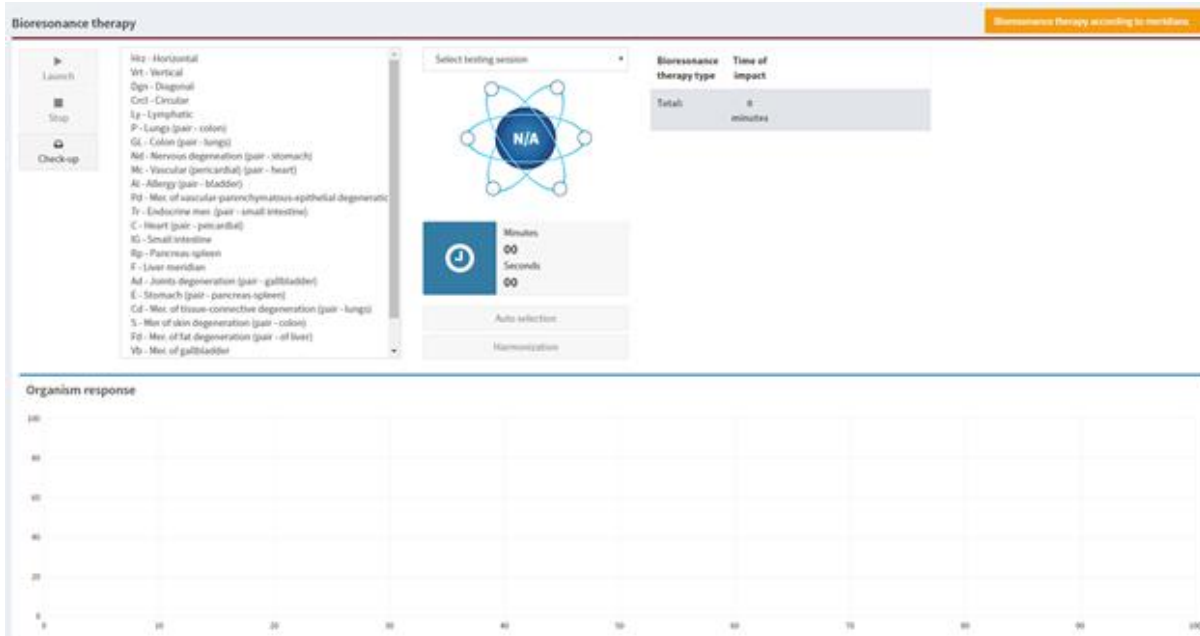 Bioresonance therapy
Bioresonance therapy according to meridians
Launch
Stop
Check-up
Hrz - Horizontal
Vrt - Vertical
Dgn - Diagonal
Crcl - Circular
Ly - Lymphatic
P - Lungs (pair - colon)
GI. - Colon (pair - lungs)
Nd - Nervous degeneation (pair - stomach)
Mc - Vascular (pericardial) (pair - heart)
Al - Allergy (pair - bladder)
Pd - Mer. of vascular-parenchymatous-epithelial degeneratic
Tr - Endocrine mer. (pair - small intestine)
C - Heart (pair - pericardial)
IG - Small intestine
Rp - Pancreas spleen
F - Liver meridian
Ad - Joints degeneration (pair - gallbladder)
E - Stomach (pair - pancreas-spleen)
Cd - Mer. of tissue-connective degeneration (pair - lungs)
S - Mer of skin degeneration (pair - colon)
Fd - Mer. of fat degeneration (pair - of liver)
Vb - Mer. of gallbladder
Select testing session
N/A
Minutes
00
Seconds
00
Auto selection
Harmonization
Bioresonance therapy type
Time of impact
Total:
0 minutes
Organism response
100
80
60
40
20
0
0 10 20 30 40 50 60 70 80 90 100